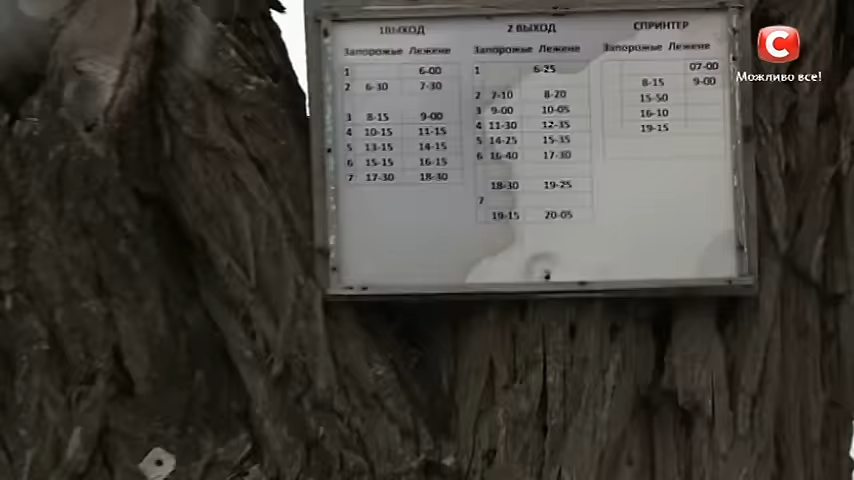 1ВЫХОД
Запорожье Лежене
1 6-00
2 6-30 7-30
3 8-15 9-00
4 10-15 11-15
5 13-15 14-15
6 15-15 16-15
7 17-30 18-30
2 ВЫХОД
Запорожье Лежене
1 6-25
2 7-10 8-20
3 9-00 10-05
4 11-30 12-35
5 14-25 15-35
6 16-40 17-30
18-30 19-25
7
19-15 20-05
СПРИНТЕР
Запорожье Лежене
07-00
8-15 9-00
15-50
16-10
19-15
С
Можливо все!